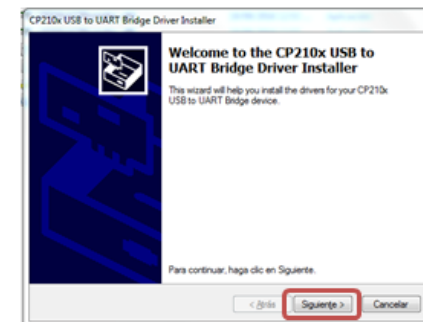 CP210x USB to UART Bridge Driver Installer
Welcome to the CP210x USB to
UART Bridge Driver Installer
This wizard will help you install the drivers for your CP210x
USB to UART Bridge device.
Para continuar, haga clic en Siguiente.
< Atrás Siguiente > Cancelar